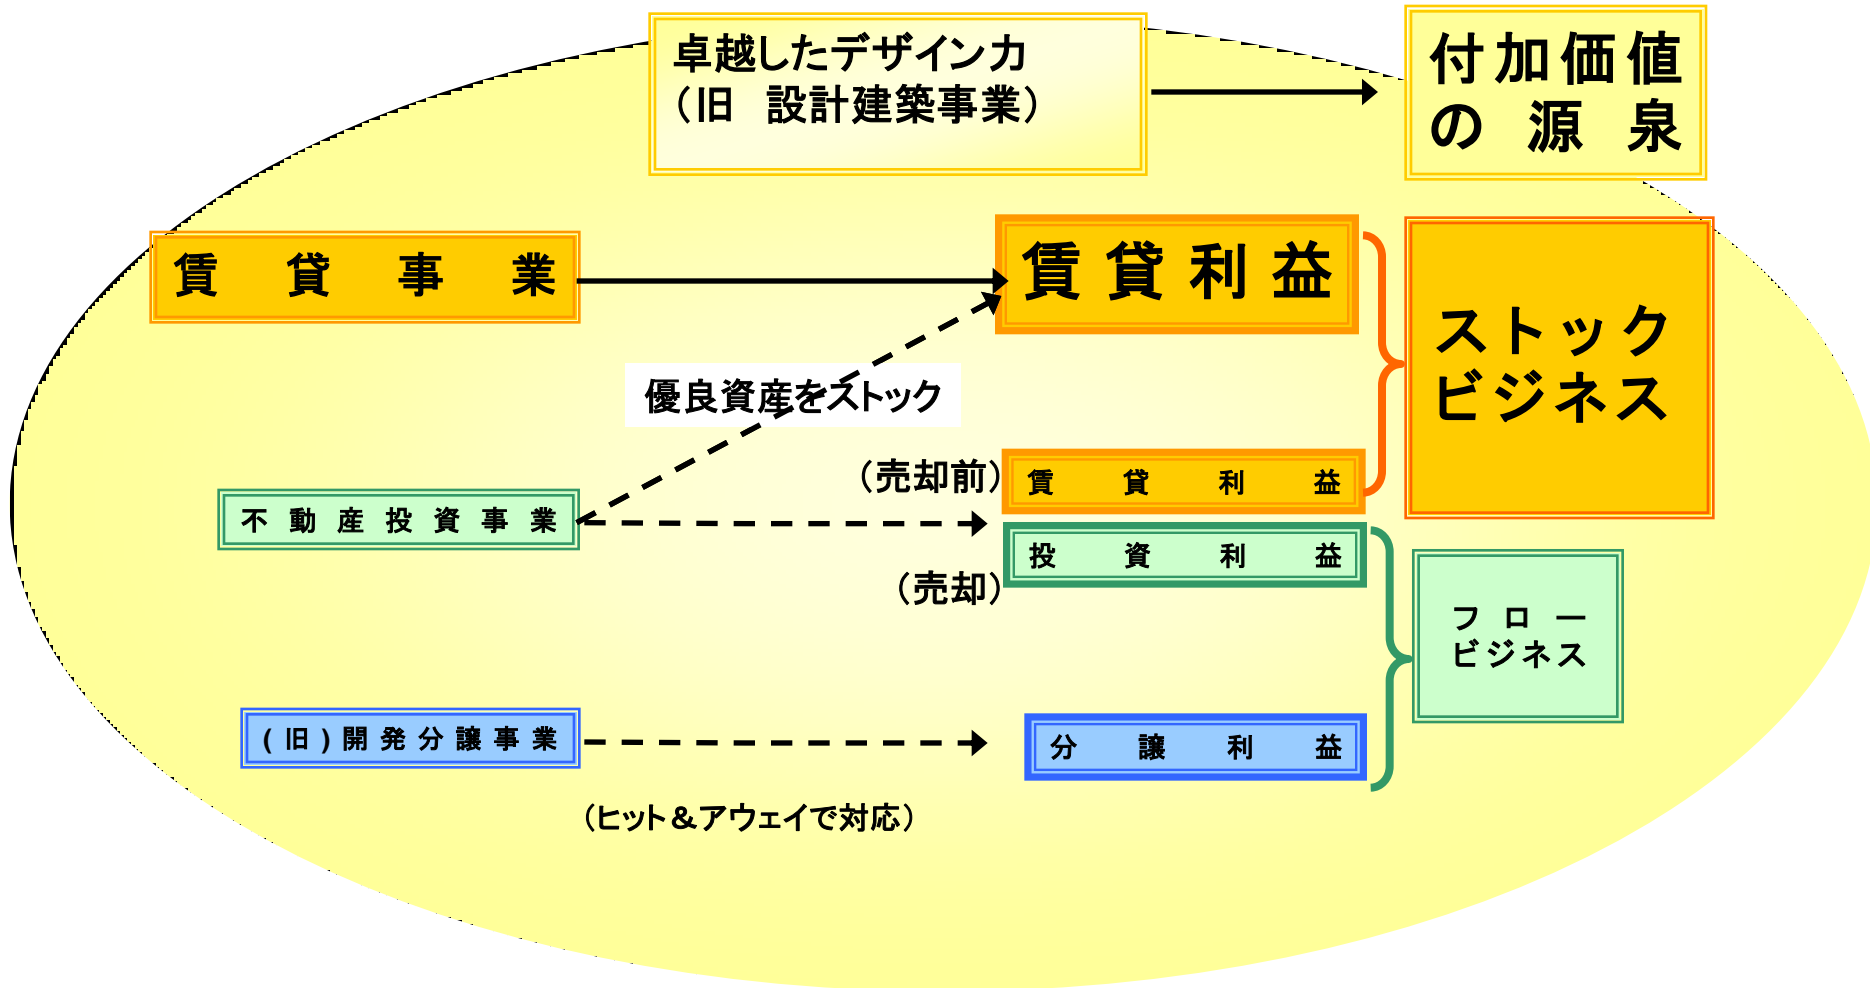 卓越したデザイン力
（旧　設計建築事業）
付加価値
の源泉
賃貸事業
賃貸利益
ストック
ビジネス
優良資産をストック
（売却前）
賃貸利益
不動産投資事業
投資利益
（売却）
フロー
ビジネス
(旧)開発分譲事業
分譲利益
（ヒット＆アウェイで対応）